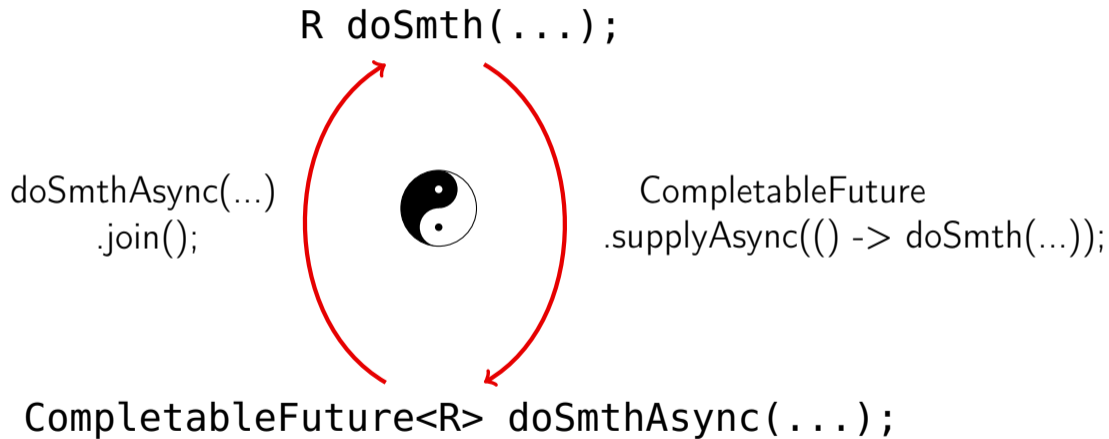 R doSmth(...);
doSmthAsync(...)
.join();
CompletableFuture
.supplyAsync(() -> doSmth(...));
CompletableFuture<R> doSmthAsync(...);